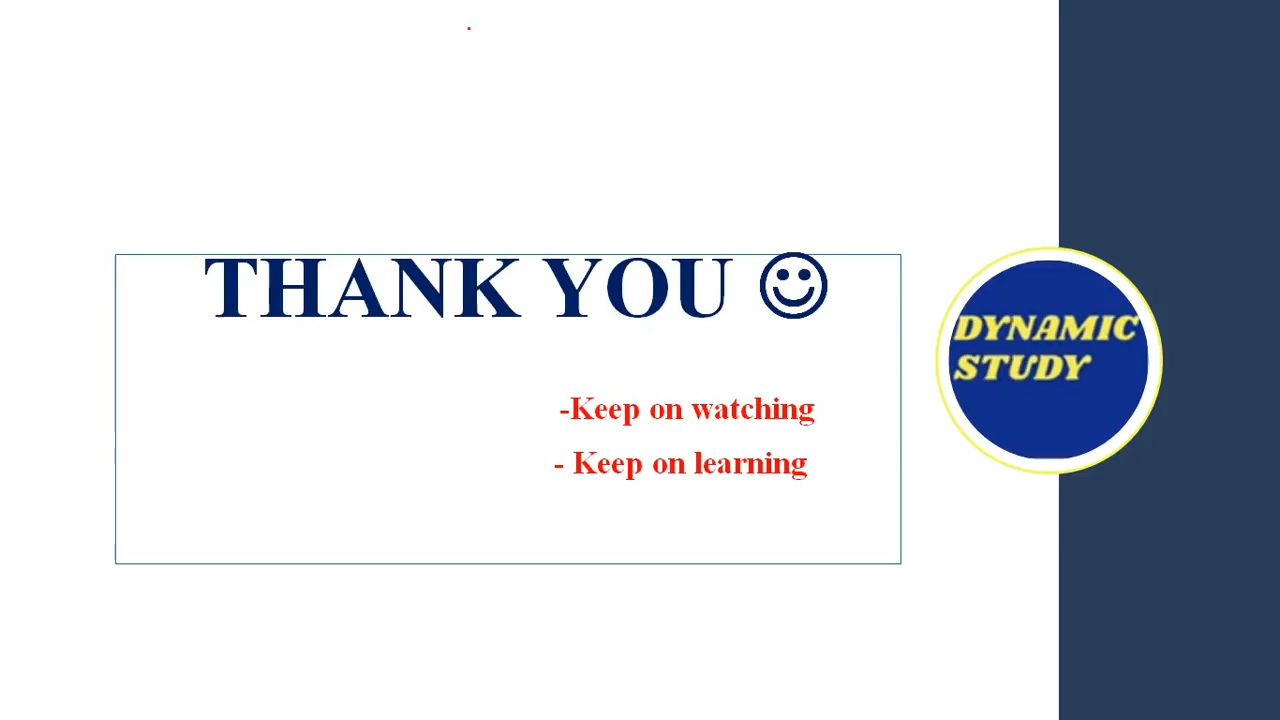 THANK YOU ☺
-Keep on watching
- Keep on learning
DYNAMIC
STUDY